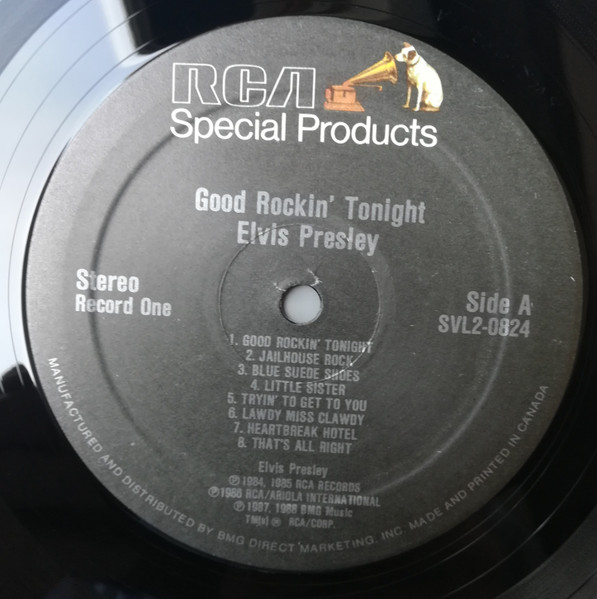 RCA
Special Products
Good Rockin' Tonight
Elvis Presley
Stereo
Record One
Side A
SVL2-0824
1. GOOD ROCKIN' TONIGHT
2. JAILHOUSE ROCK
3. BLUE SUEDE SHOES
4. LITTLE SISTER
5. TRYIN' TO GET TO YOU
6. LAWDY MISS CLAWDY
7. HEARTBREAK HOTEL
8. THAT'S ALL RIGHT
Elvis Presley
℗1984, 1985 RCA RECORDS
℗1988 RCA/ARIOLA INTERNATIONAL
℗1987, 1988 BMG Music
TM(s) ® RCA/CORP.
MANUFACTURED AND DISTRIBUTED BY BMG DIRECT MARKETING, INC. MADE AND PRINTED IN CANADA